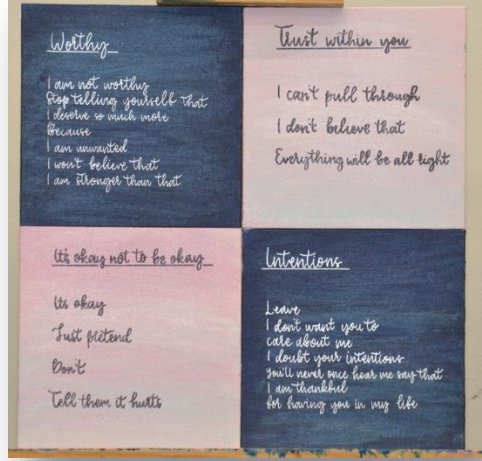 Worthy
I am not worthy
Stop telling yourself that
I deserve so much more
Because
I am unwanted
I won't believe that
I am stronger than that
Trust within you
I can't pull through
I don't believe that
Everything will be all right
It's okay not to be okay
Its okay
Just pretend
Don't
Tell them it hurts
Intentions
Leave
I don't want you to
care about me
I doubt your intentions
You'll never once hear me say that
I am thankful
for having you in my life